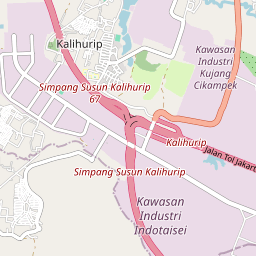 Kalihurip
Kawasan
Industri
Kujang
Cikampek
Simpang Susun Kalihurip
67
Kalihurip
Jalan Tol Jakart
Simpang Susun Kalihurip
Kawasan
Industri
Indotaisei